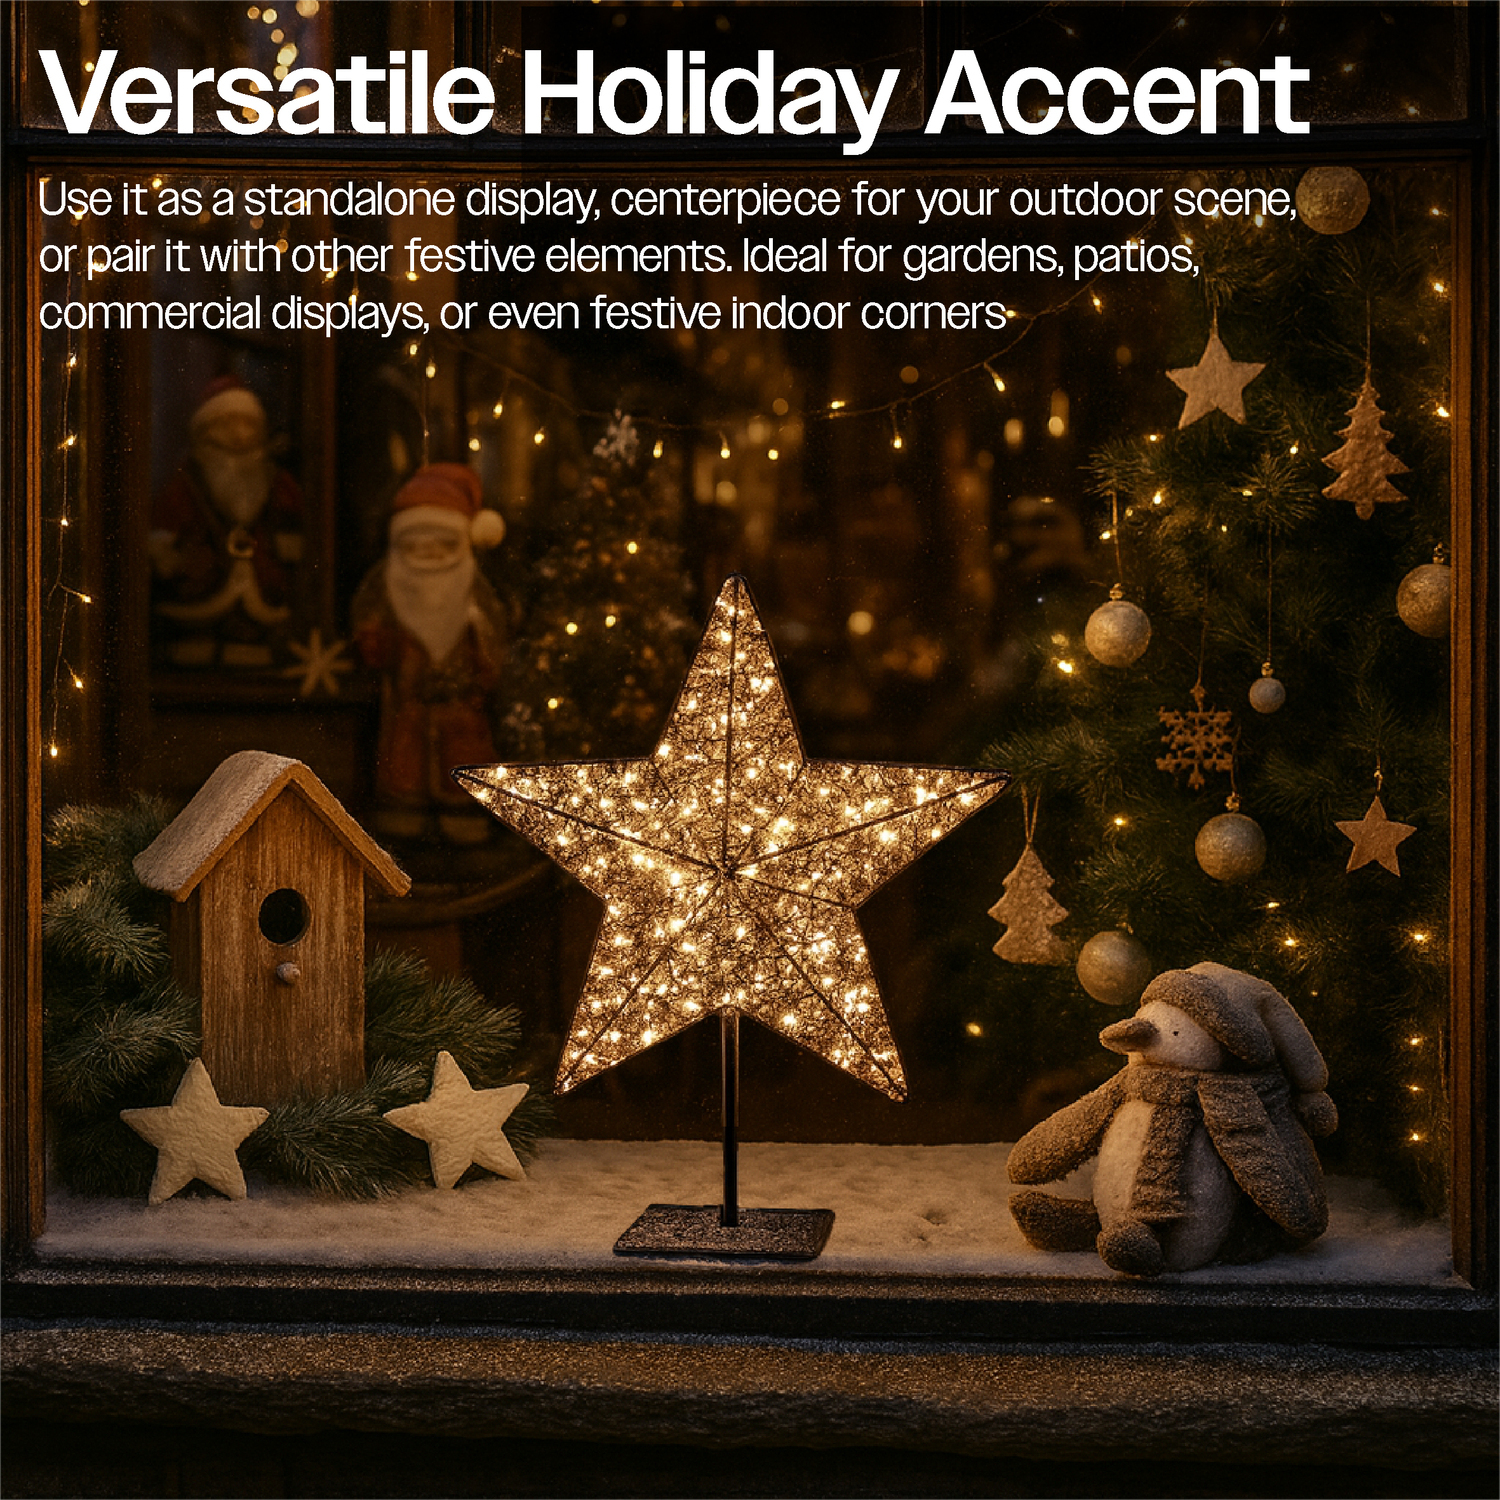 Versatile Holiday Accent
Use it as a standalone display, centerpiece for your outdoor scene,
or pair it with other festive elements. Ideal for gardens, patios,
commercial displays, or even festive indoor corners